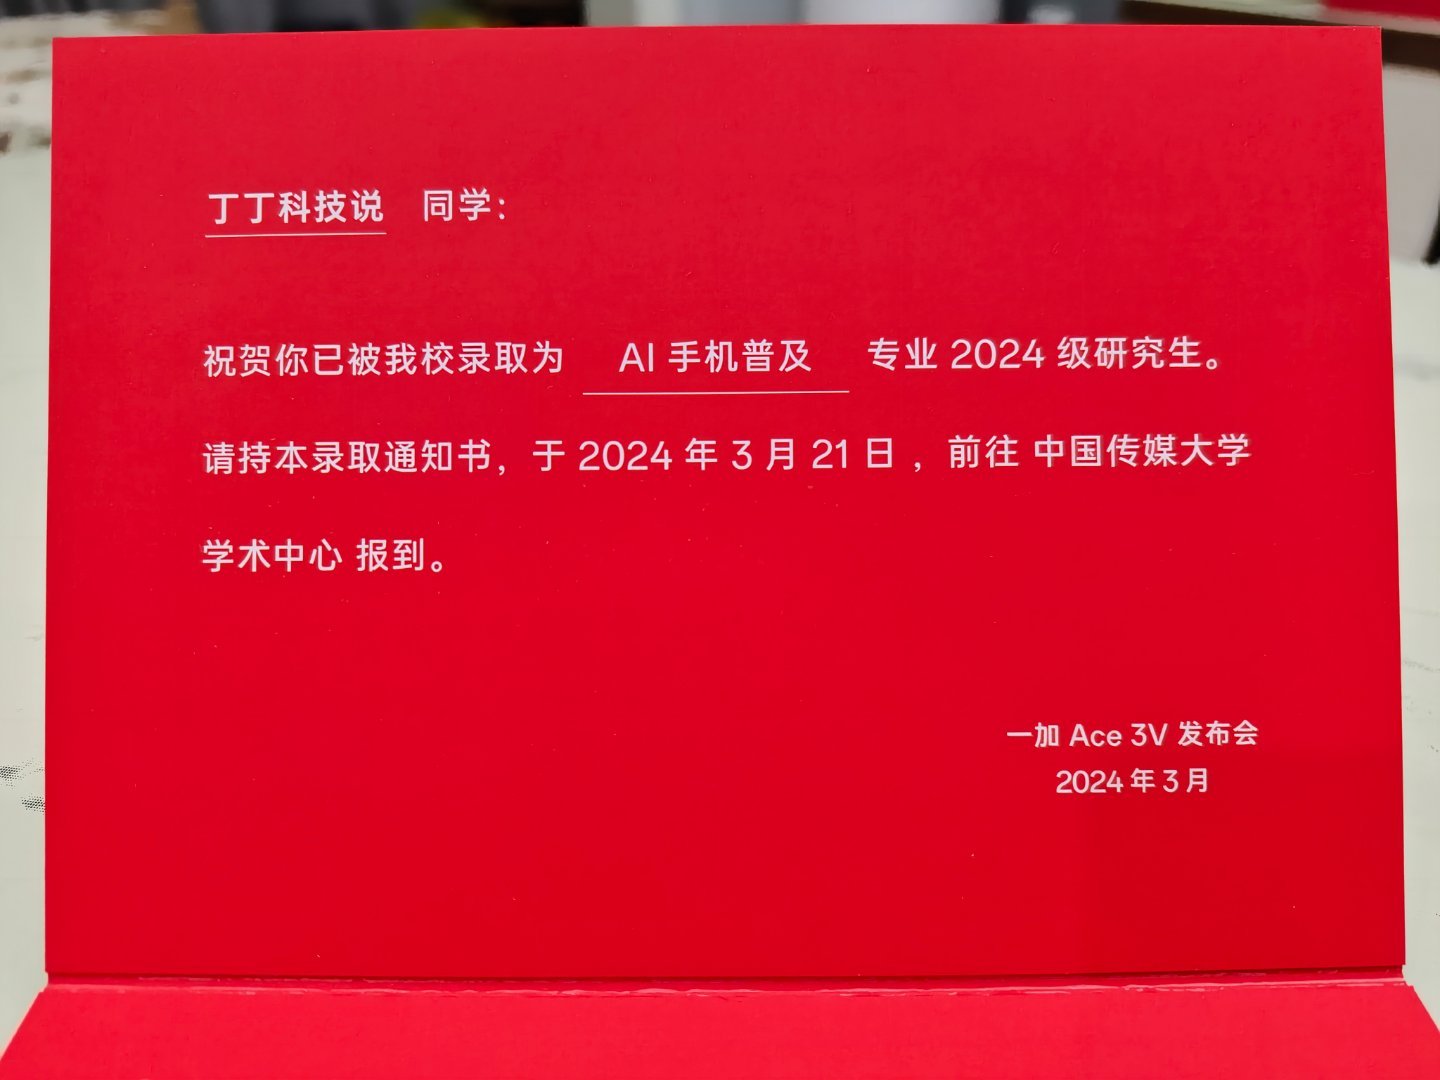 丁丁科技说 同学：
祝贺你已被我校录取为 AI 手机普及 专业 2024 级研究生。
请持本录取通知书，于 2024 年 3 月 21 日 ，前往 中国传媒大学
学术中心 报到。
一加 Ace 3V 发布会
2024 年 3 月